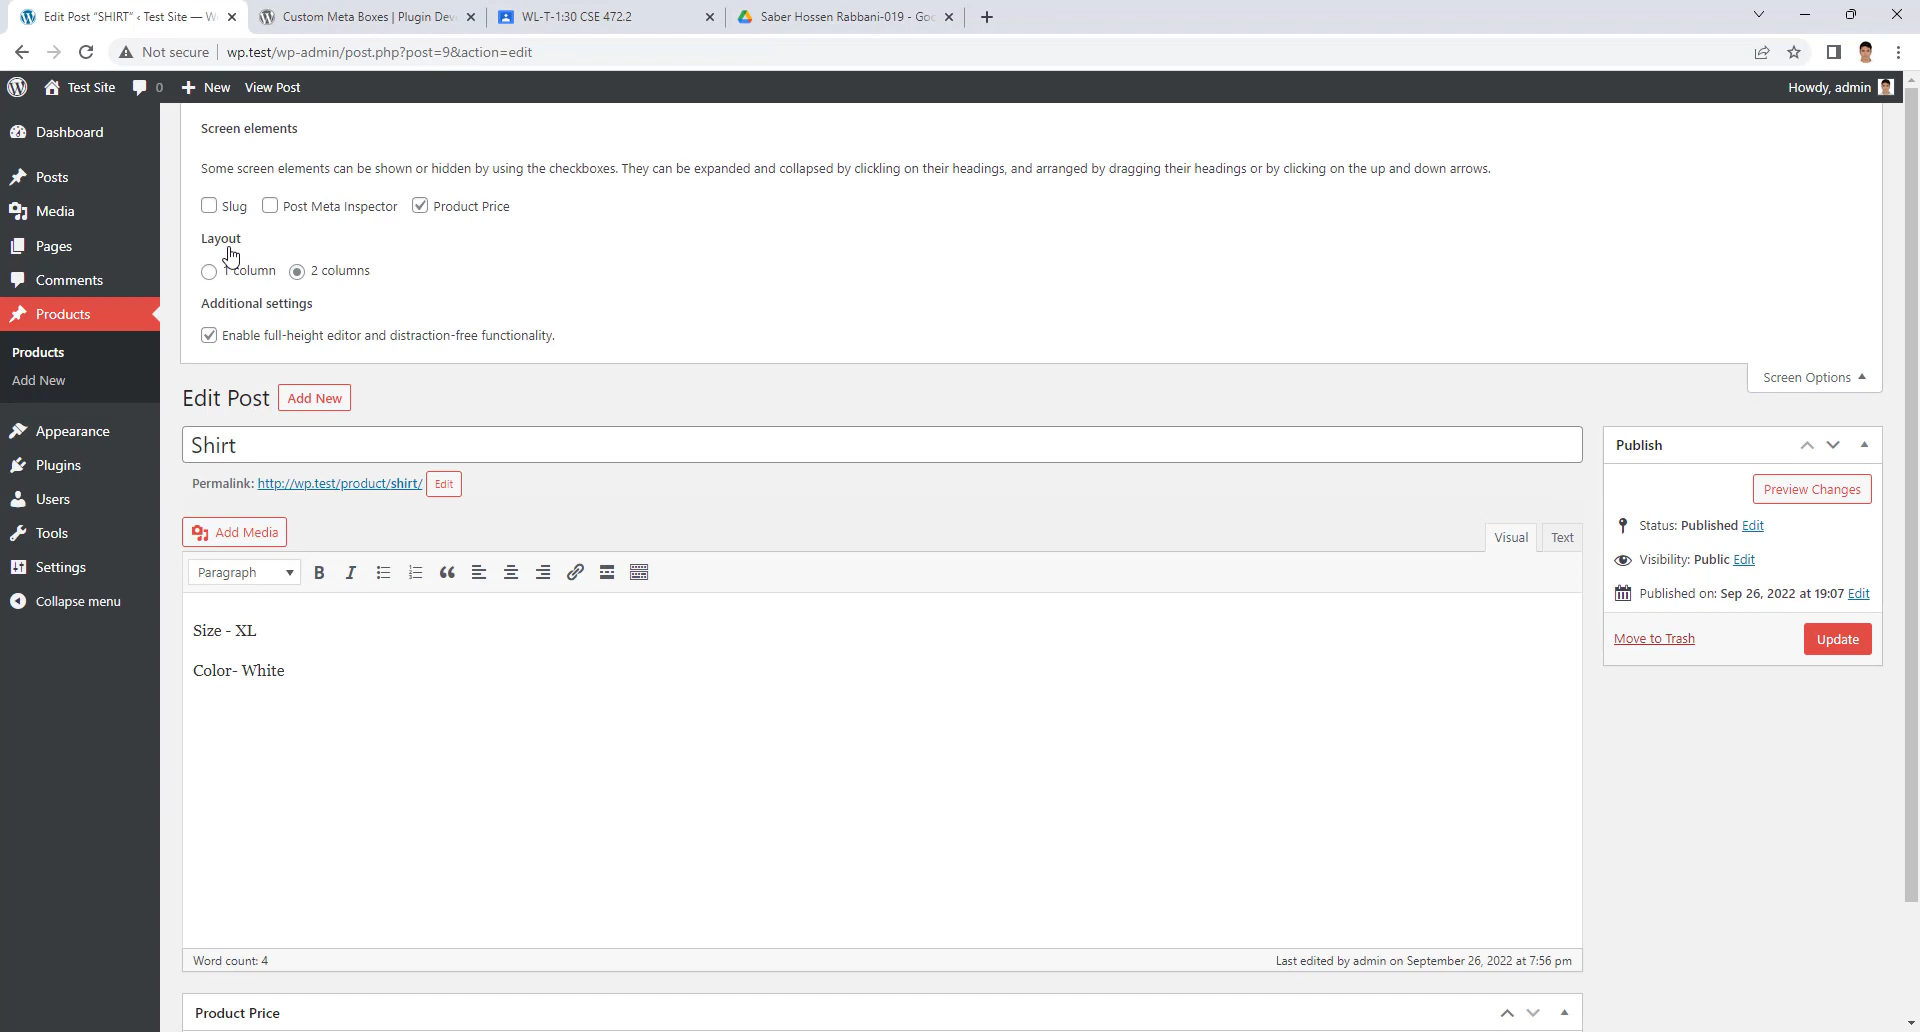 Edit Post “SHIRT” ‹ Test Site — W
Custom Meta Boxes | Plugin Dev
WL-T-1:30 CSE 472.2
Saber Hossen Rabbani-019 - Goo
Not secure
wp.test/wp-admin/post.php?post=9&action=edit
Test Site
0
New
View Post
Howdy, admin
Dashboard
Posts
Media
Pages
Comments
Products
Products
Add New
Appearance
Plugins
Users
Tools
Settings
Collapse menu
Screen elements
Some screen elements can be shown or hidden by using the checkboxes. They can be expanded and collapsed by clickling on their headings, and arranged by dragging their headings or by clicking on the up and down arrows.
Slug Post Meta Inspector Product Price
Layout
1 column 2 columns
Additional settings
Enable full-height editor and distraction-free functionality.
Screen Options
Edit Post Add New
Shirt
Permalink: http://wp.test/product/shirt/ Edit
Add Media
Visual Text
Paragraph
Size - XL
Color- White
Word count: 4
Last edited by admin on September 26, 2022 at 7:56 pm
Product Price
Publish
Preview Changes
Status: Published Edit
Visibility: Public Edit
Published on: Sep 26, 2022 at 19:07 Edit
Move to Trash
Update